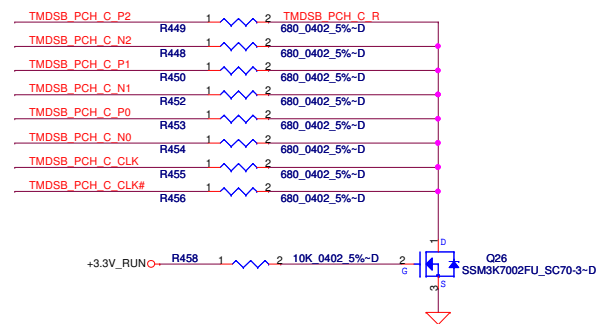 TMDSB_PCH_C_P2 1 2 TMDSB_PCH_C_R
R449 680_0402_5%~D
TMDSB_PCH_C_N2 1 2
R448 680_0402_5%~D
TMDSB_PCH_C_P1 1 2
R450 680_0402_5%~D
TMDSB_PCH_C_N1 1 2
R452 680_0402_5%~D
TMDSB_PCH_C_P0 1 2
R453 680_0402_5%~D
TMDSB_PCH_C_N0 1 2
R454 680_0402_5%~D
TMDSB_PCH_C_CLK 1 2
R455 680_0402_5%~D
TMDSB_PCH_C_CLK# 1 2
R456 680_0402_5%~D
1 D
+3.3V_RUN R458 1 2 10K_0402_5%~D 2 G Q26
SSM3K7002FU_SC70-3~D
3 S